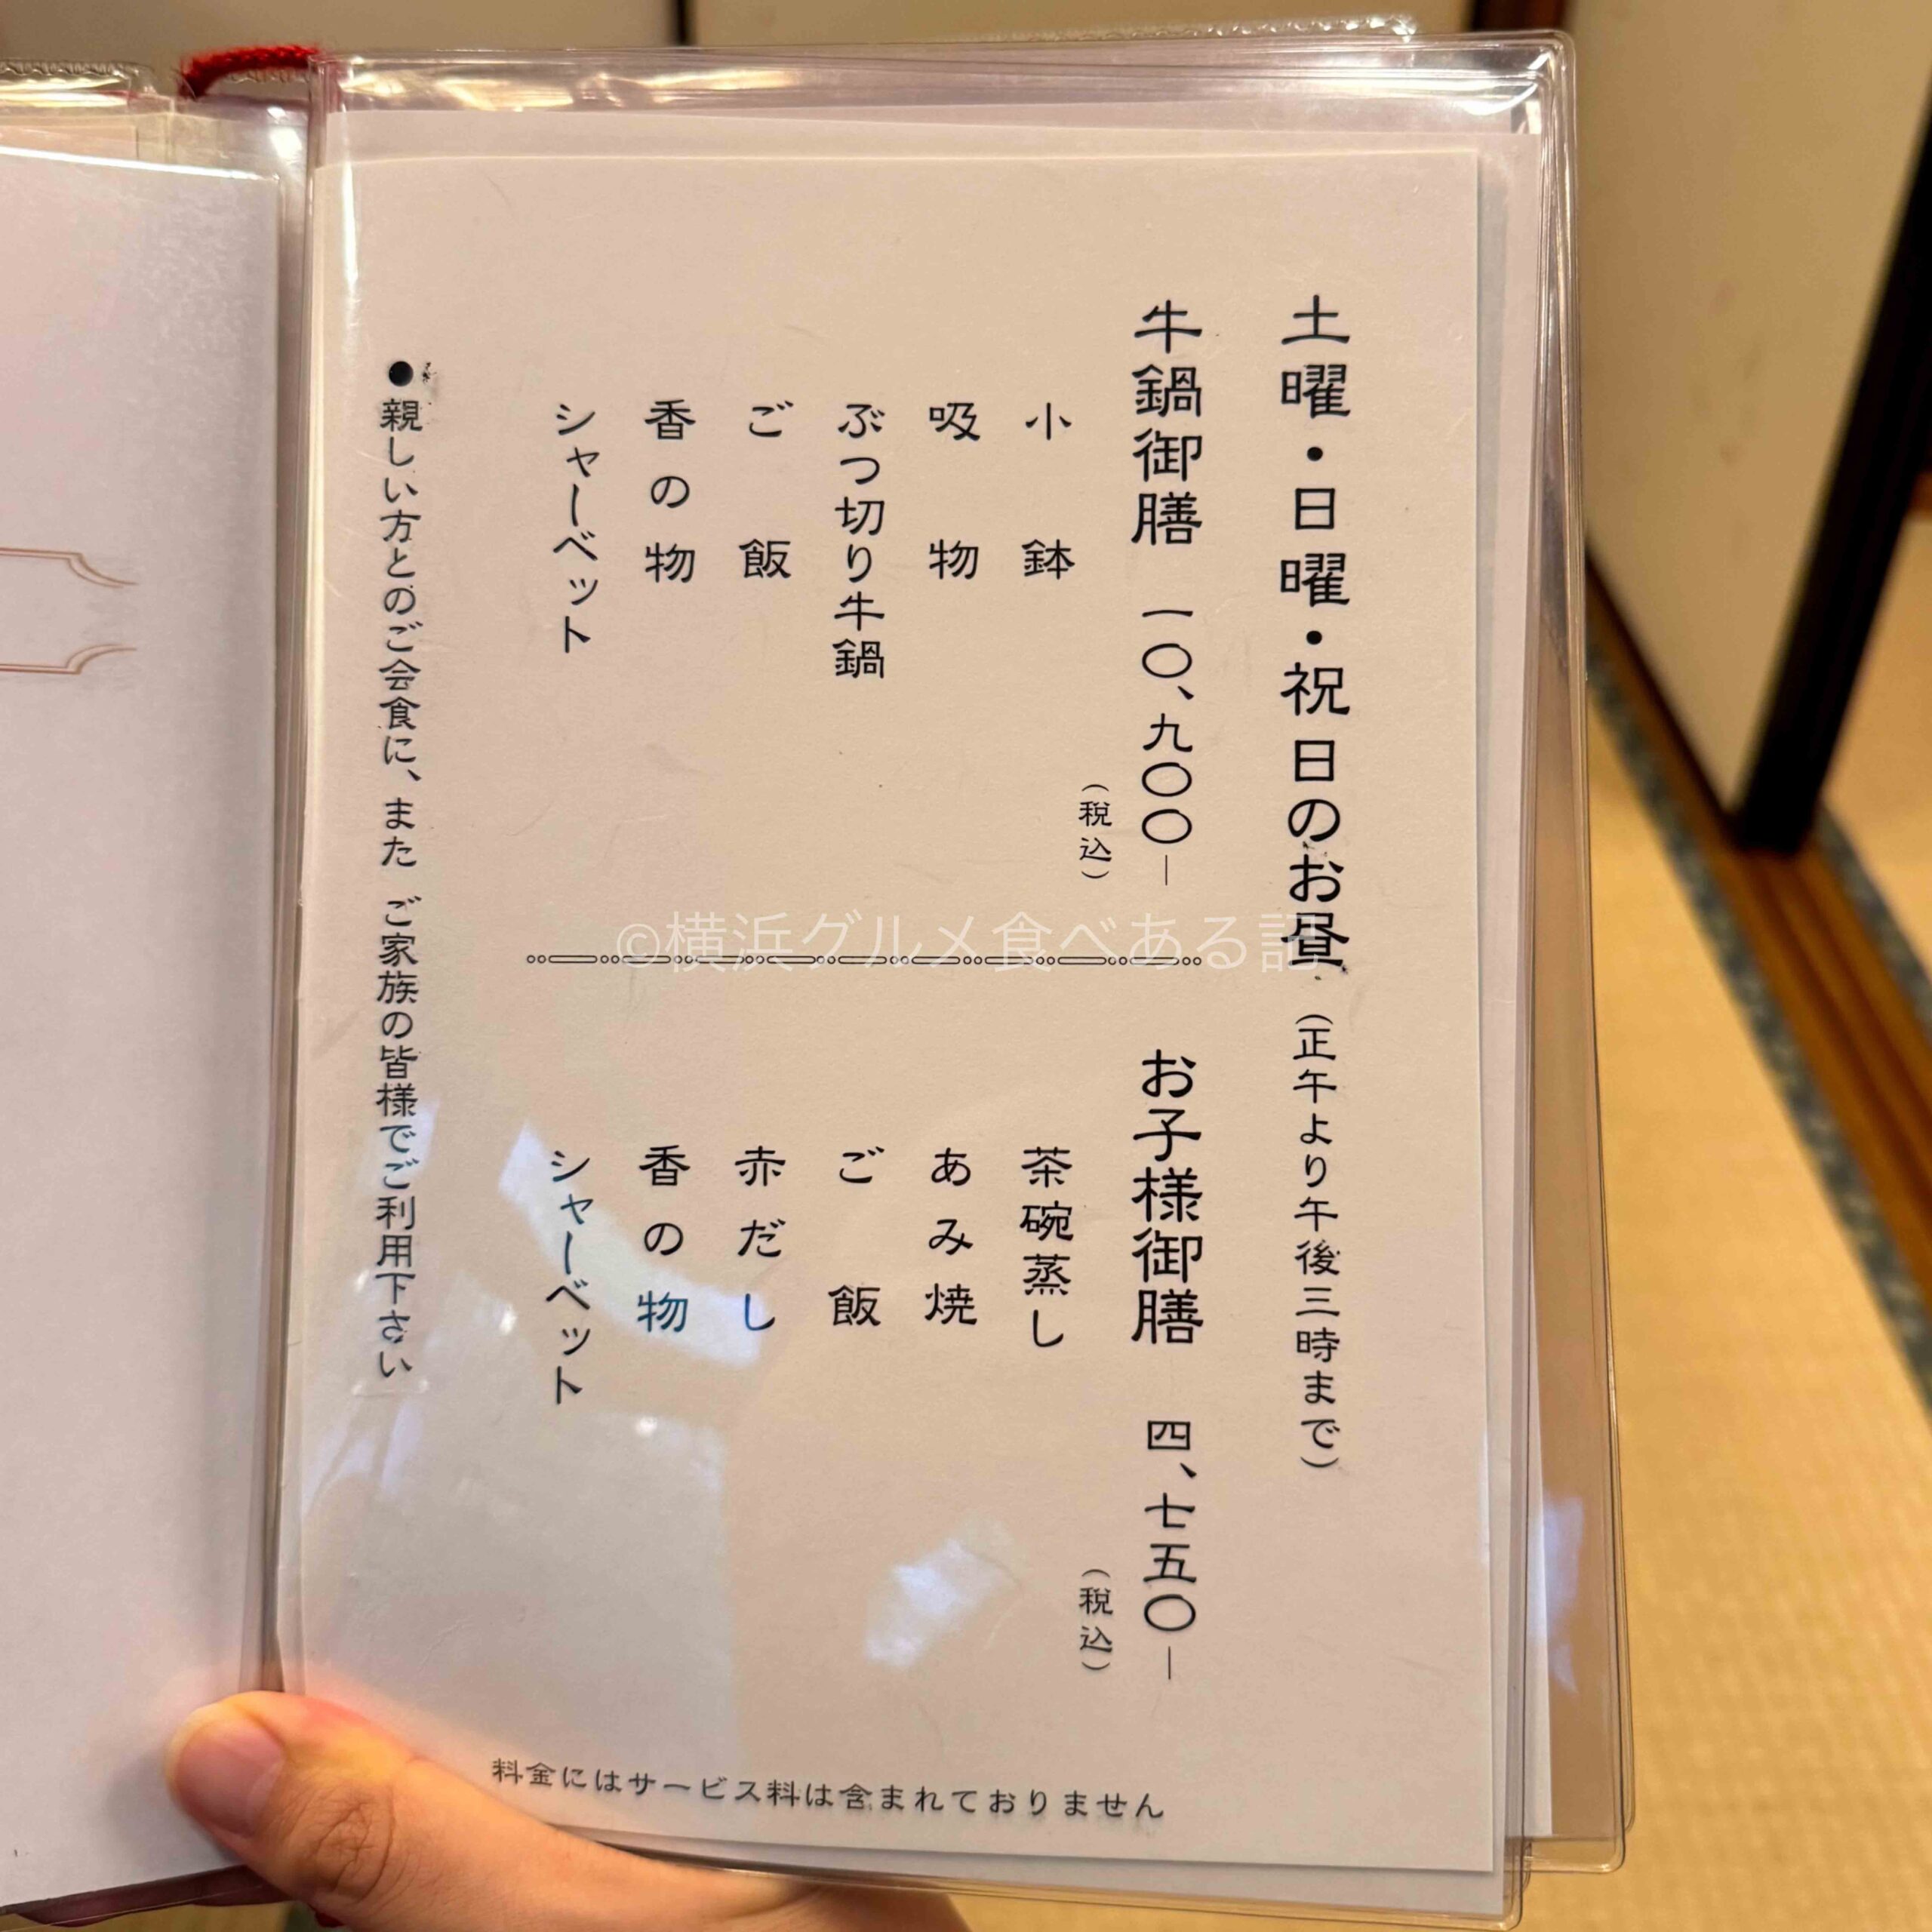 土曜・日曜・祝日のお昼（正午より午後三時まで）
牛鍋御膳 一〇、九〇〇―
（税込）
小鉢
吸物
ぶつ切り牛鍋
ご飯
香の物
シャーベット
お子様御膳 四、七五〇―
（税込）
茶碗蒸し
あみ焼
ご飯
赤だし
香の物
シャーベット
●親しい方とのご会食に、また ご家族の皆様でご利用下さい
料金にはサービス料は含まれておりません
©横浜グルメ食べある記